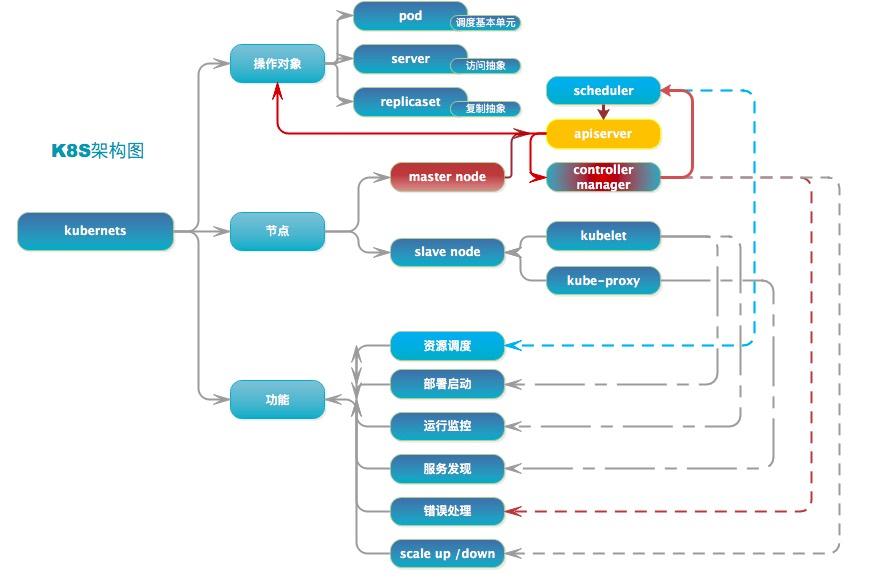 pod
调度基本单元
操作对象
server
访问抽象
replicaset
复制抽象
scheduler
apiserver
K8S架构图
master node
controller
manager
kubernets
节点
slave node
kubelet
kube-proxy
资源调度
部署启动
功能
运行监控
服务发现
错误处理
scale up /down